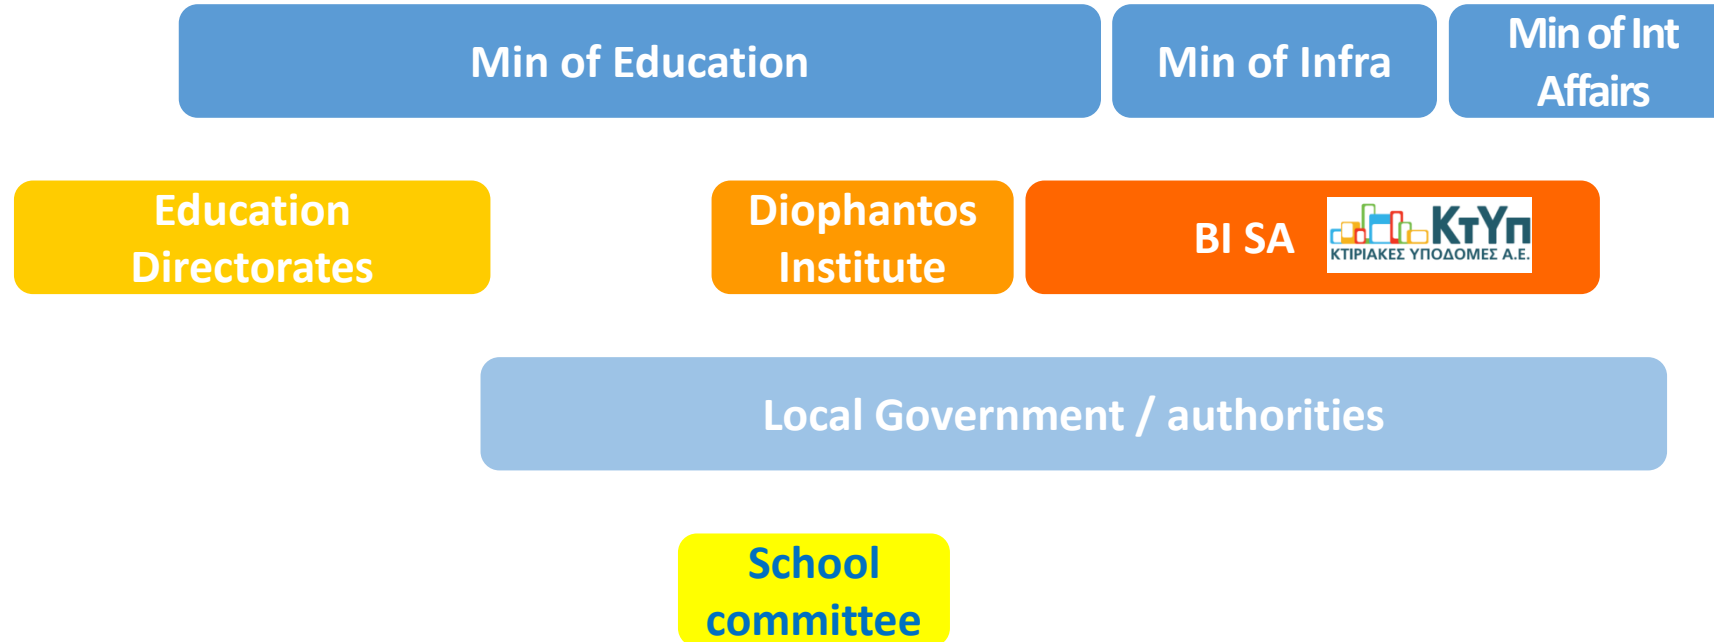 Min of Education
Min of Infra
Min of Int
Affairs
Education
Directorates
Diophantos
Institute
BI SA
ΚτΥπ
ΚΤΙΡΙΑΚΕΣ ΥΠΟΔΟΜΕΣ Α.Ε.
Local Government / authorities
School
committee